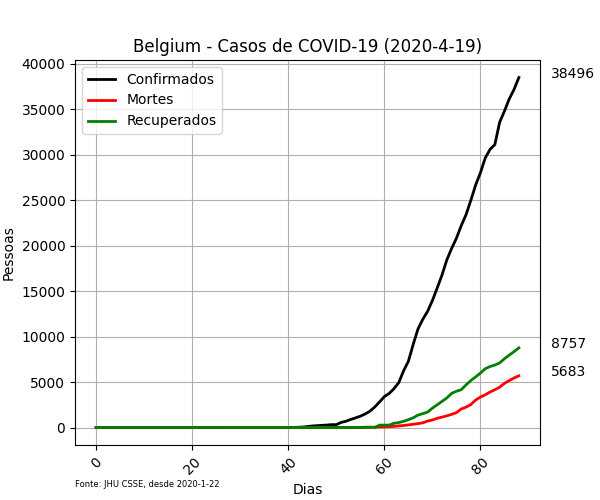 Belgium - Casos de COVID-19 (2020-4-19)
40000
35000
30000
25000
20000
15000
10000
5000
0
Pessoas
Confirmados
Mortes
Recuperados
38496
8757
5683
0
20
40
60
80
Dias
Fonte: JHU CSSE, desde 2020-1-22